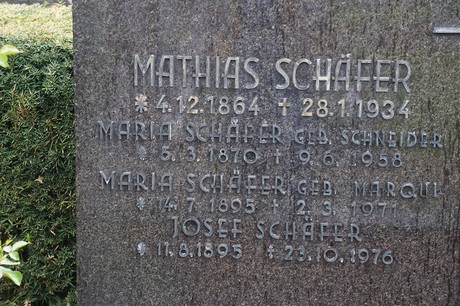 MATHIAS SCHÄFER
* 4.12.1864 + 28.1.1934
MARIA SCHÄFER GEB. SCHNEIDER
* 5.3.1870 + 9.6.1958
MARIA SCHÄFER GEB. MARQUI
* 14.7.1895 + 2.3.1971
JOSEF SCHÄFER
* 11.8.1895 + 23.10.1976